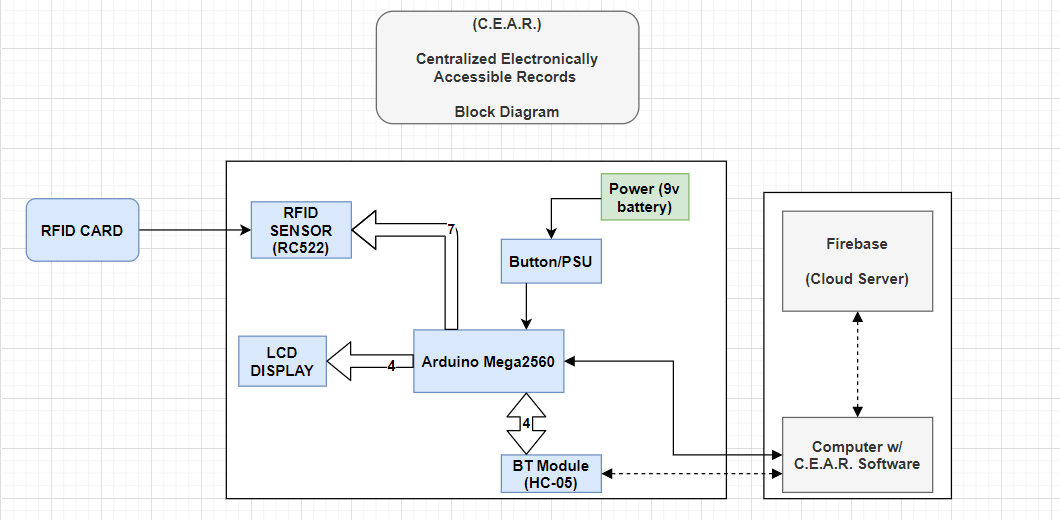 (C.E.A.R.)
Centralized Electronically
Accessible Records
Block Diagram
Power (9v
battery)
RFID CARD
RFID
SENSOR
(RC522)
7
Button/PSU
Firebase
(Cloud Server)
LCD
DISPLAY
4
Arduino Mega2560
4
BT Module
(HC-05)
Computer w/
C.E.A.R. Software